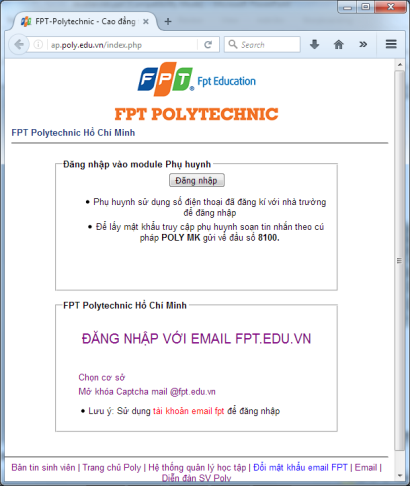 FPT-Polytechnic - Cao đẳng
ap.poly.edu.vn/index.php
Search
FPT. Fpt Education
FPT POLYTECHNIC
FPT Polytechnic Hồ Chí Minh
Đăng nhập vào module Phụ huynh
Đăng nhập
Phụ huynh sử dụng số điện thoại đã đăng kí với nhà trường
để đăng nhập
Để lấy mật khẩu truy cập phụ huynh soạn tin nhắn theo cú
pháp POLY MK gửi về đầu số 8100.
FPT Polytechnic Hồ Chí Minh
ĐĂNG NHẬP VỚI EMAIL FPT.EDU.VN
Chọn cơ sở
Mở khóa Captcha mail @fpt.edu.vn
Lưu ý: Sử dụng tài khoản email fpt để đăng nhập
Bản tin sinh viên | Trang chủ Poly | Hệ thống quản lý học tập | Đổi mật khẩu email FPT | Email |
Diễn đàn SV Poly